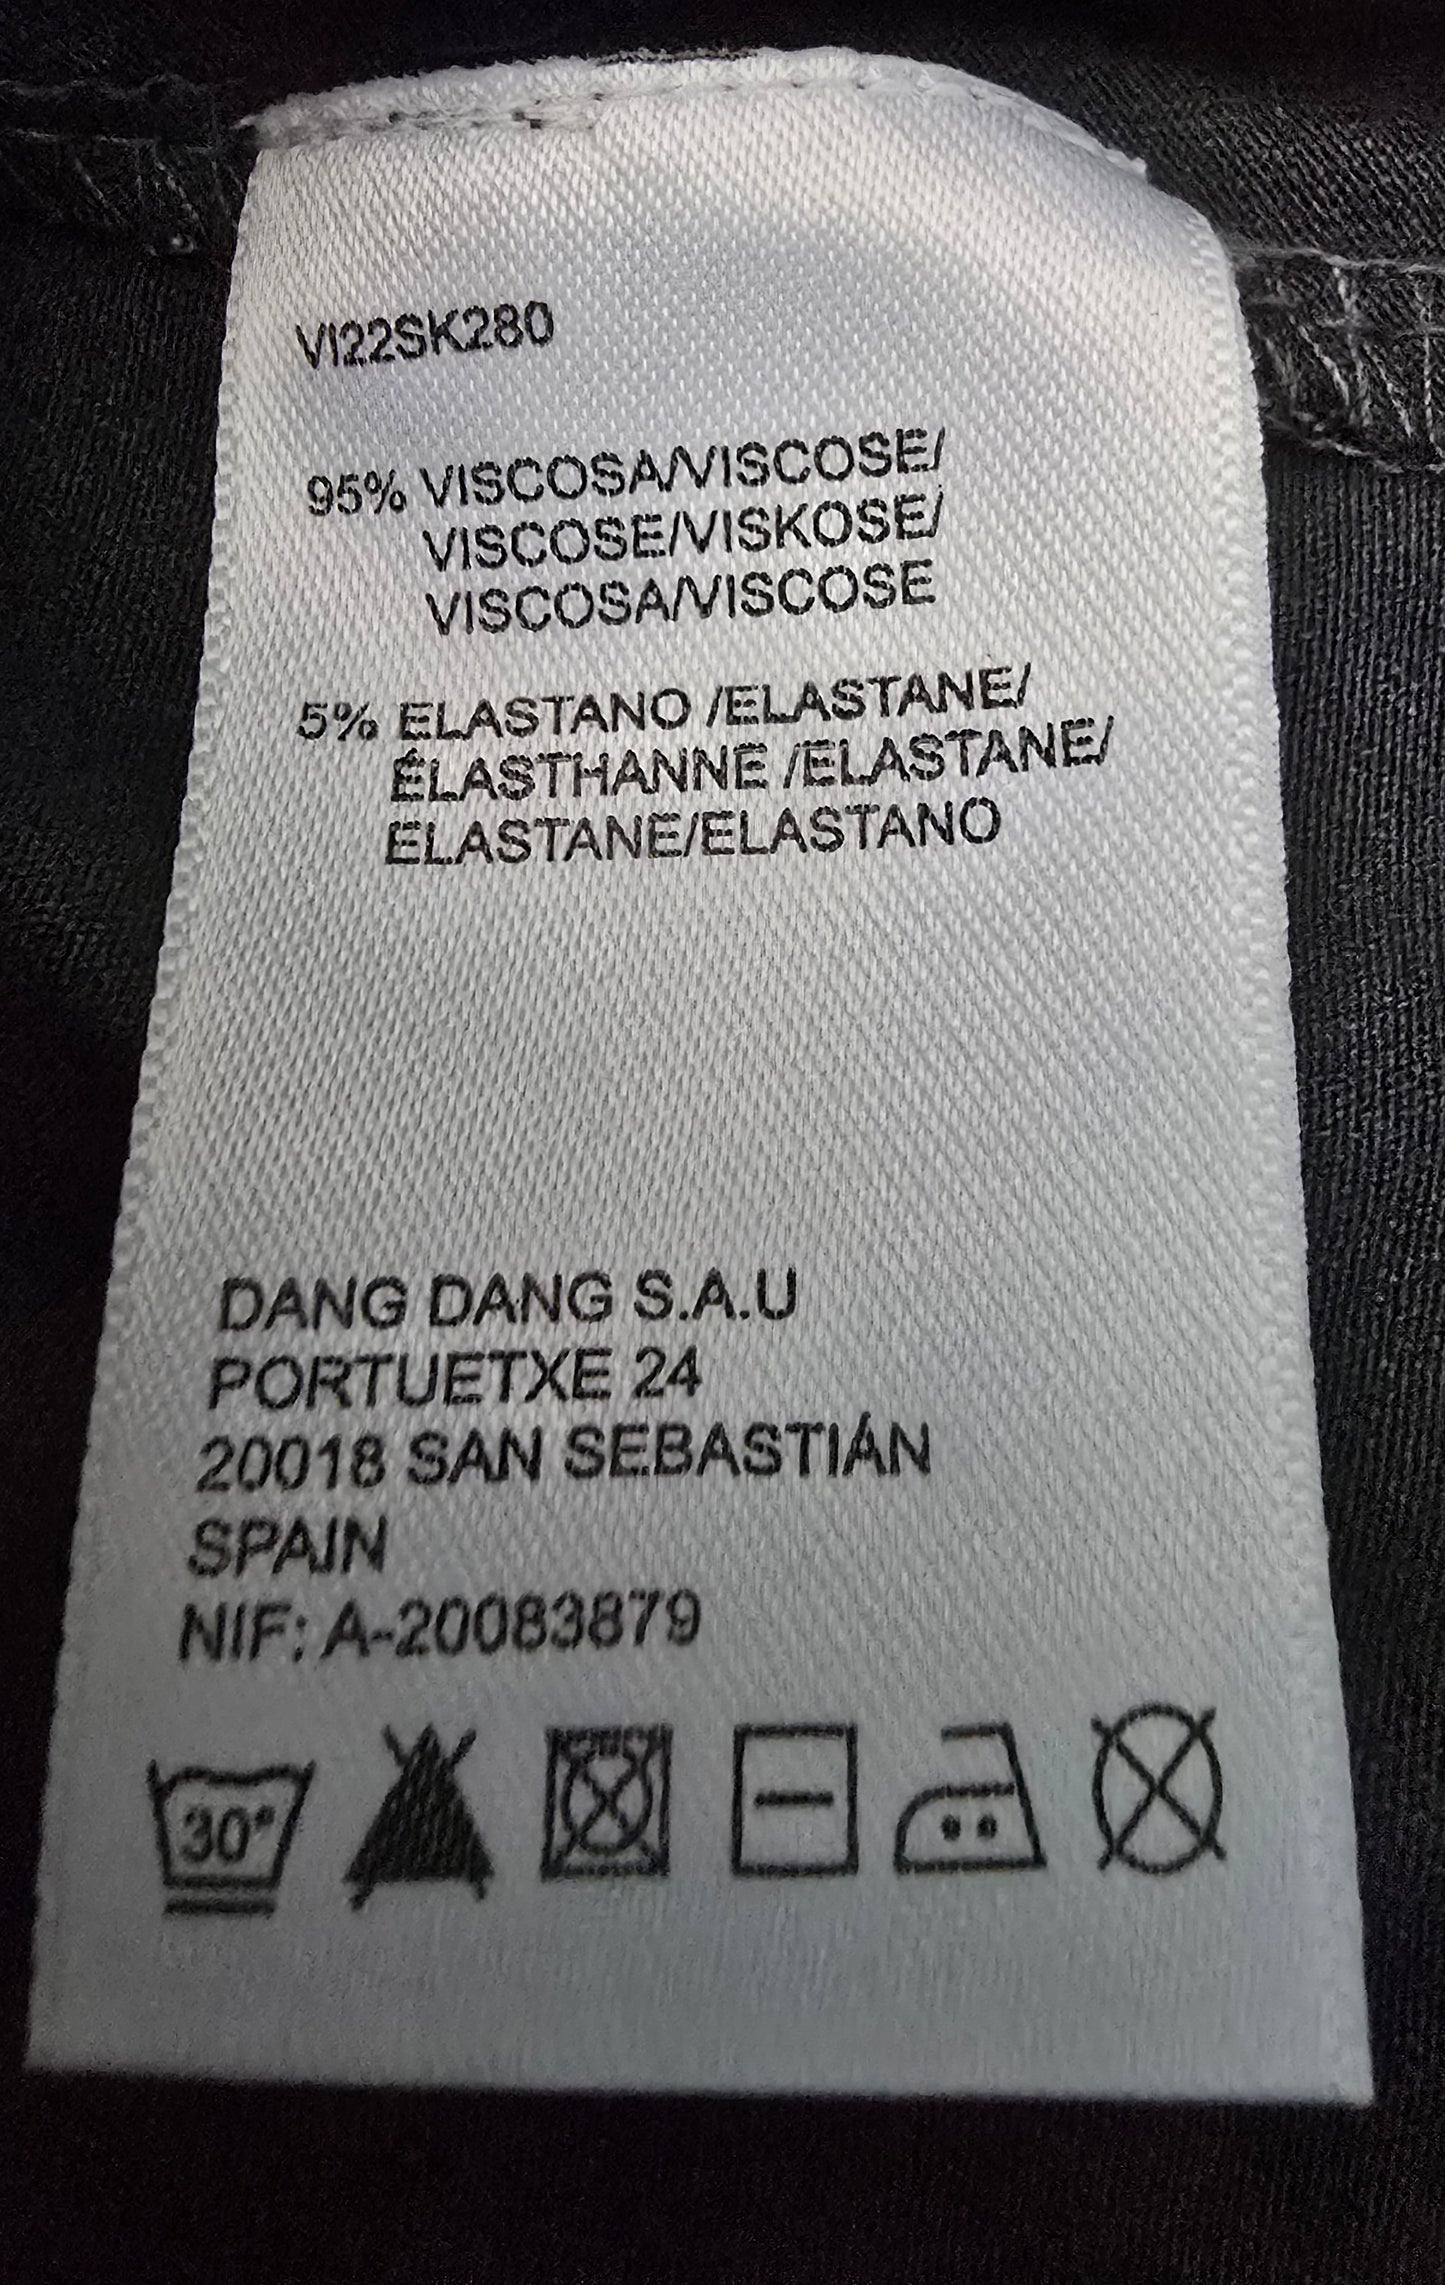 VI22SK280
95% VISCOSA/VISCOSE/
VISCOSE/VISKOSE/
VISCOSA/VISCOSE
5% ELASTANO /ELASTANE/
ÉLASTHANNE /ELASTANE/
ELASTANE/ELASTANO
DANG DANG S.A.U
PORTUETXE 24
20018 SAN SEBASTIÁN
SPAIN
NIF: A-20083879
30°